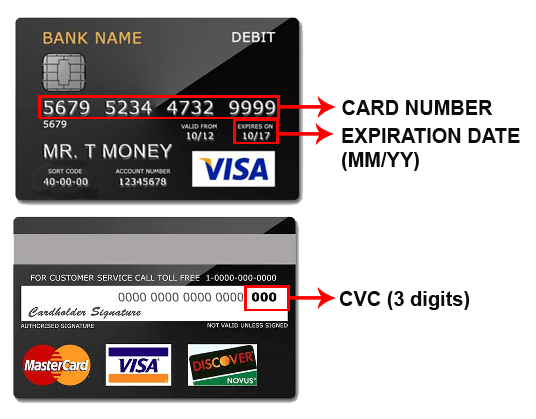 BANK NAME DEBIT
5679 5234 4732 9999 CARD NUMBER
5679
VALID FROM EXPIRES ON
10/12 10/17 EXPIRATION DATE
(MM/YY)
MR. T MONEY
SORT CODE ACCOUNT NUMBER
40-00-00 12345678
VISA
FOR CUSTOMER SERVICE CALL TOLL FREE 1-0000-000-0000
0000 0000 0000 0000 000 CVC (3 digits)
Cardholder Signature
AUTHORISED SIGNATURE NOT VALID UNLESS SIGNED
MasterCard VISA DISCOVER
NOVUS